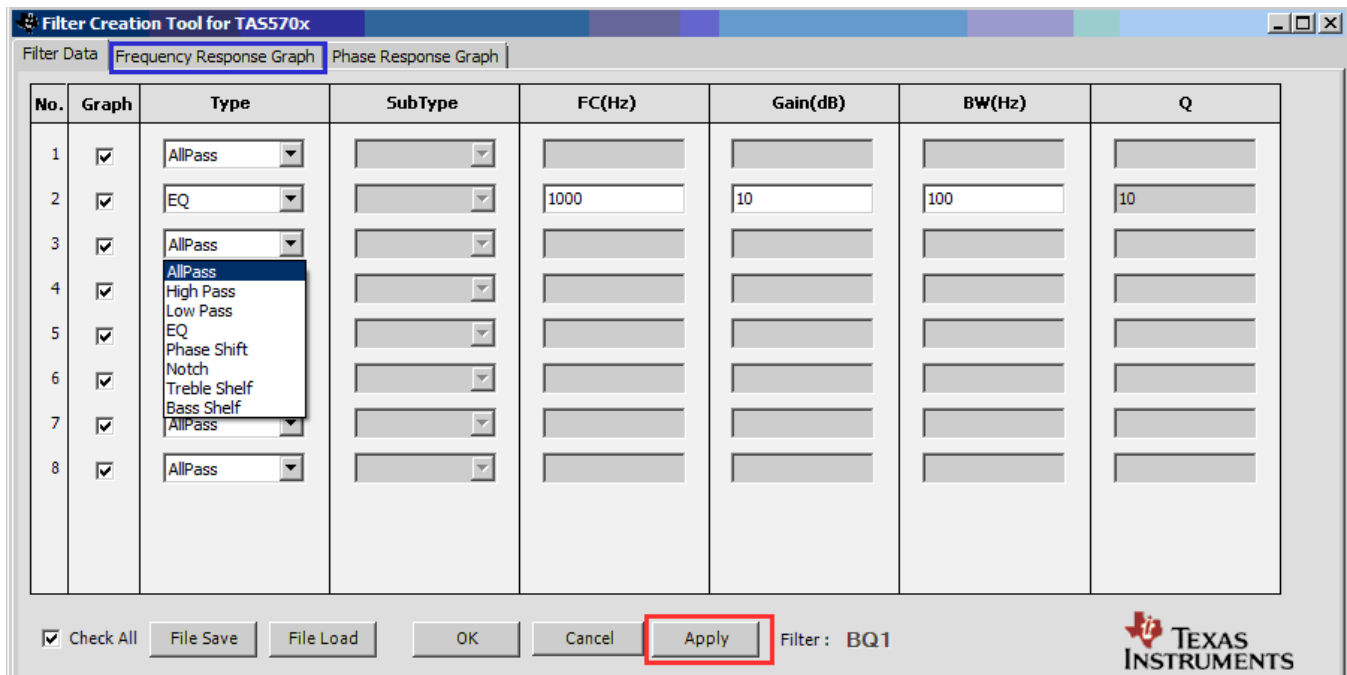 Filter Creation Tool for TAS570x
Filter Data Frequency Response Graph Phase Response Graph
No. Graph Type SubType FC(Hz) Gain(dB) BW(Hz) Q
1 AllPass
2 EQ 1000 10 100 10
3 AllPass
AllPass
4 High Pass
Low Pass
5 EQ
Phase Shift
6 Notch
Treble Shelf
Bass Shelf
7 AllPass
8 AllPass
Check All File Save File Load OK Cancel Apply Filter : BQ1
TEXAS
INSTRUMENTS